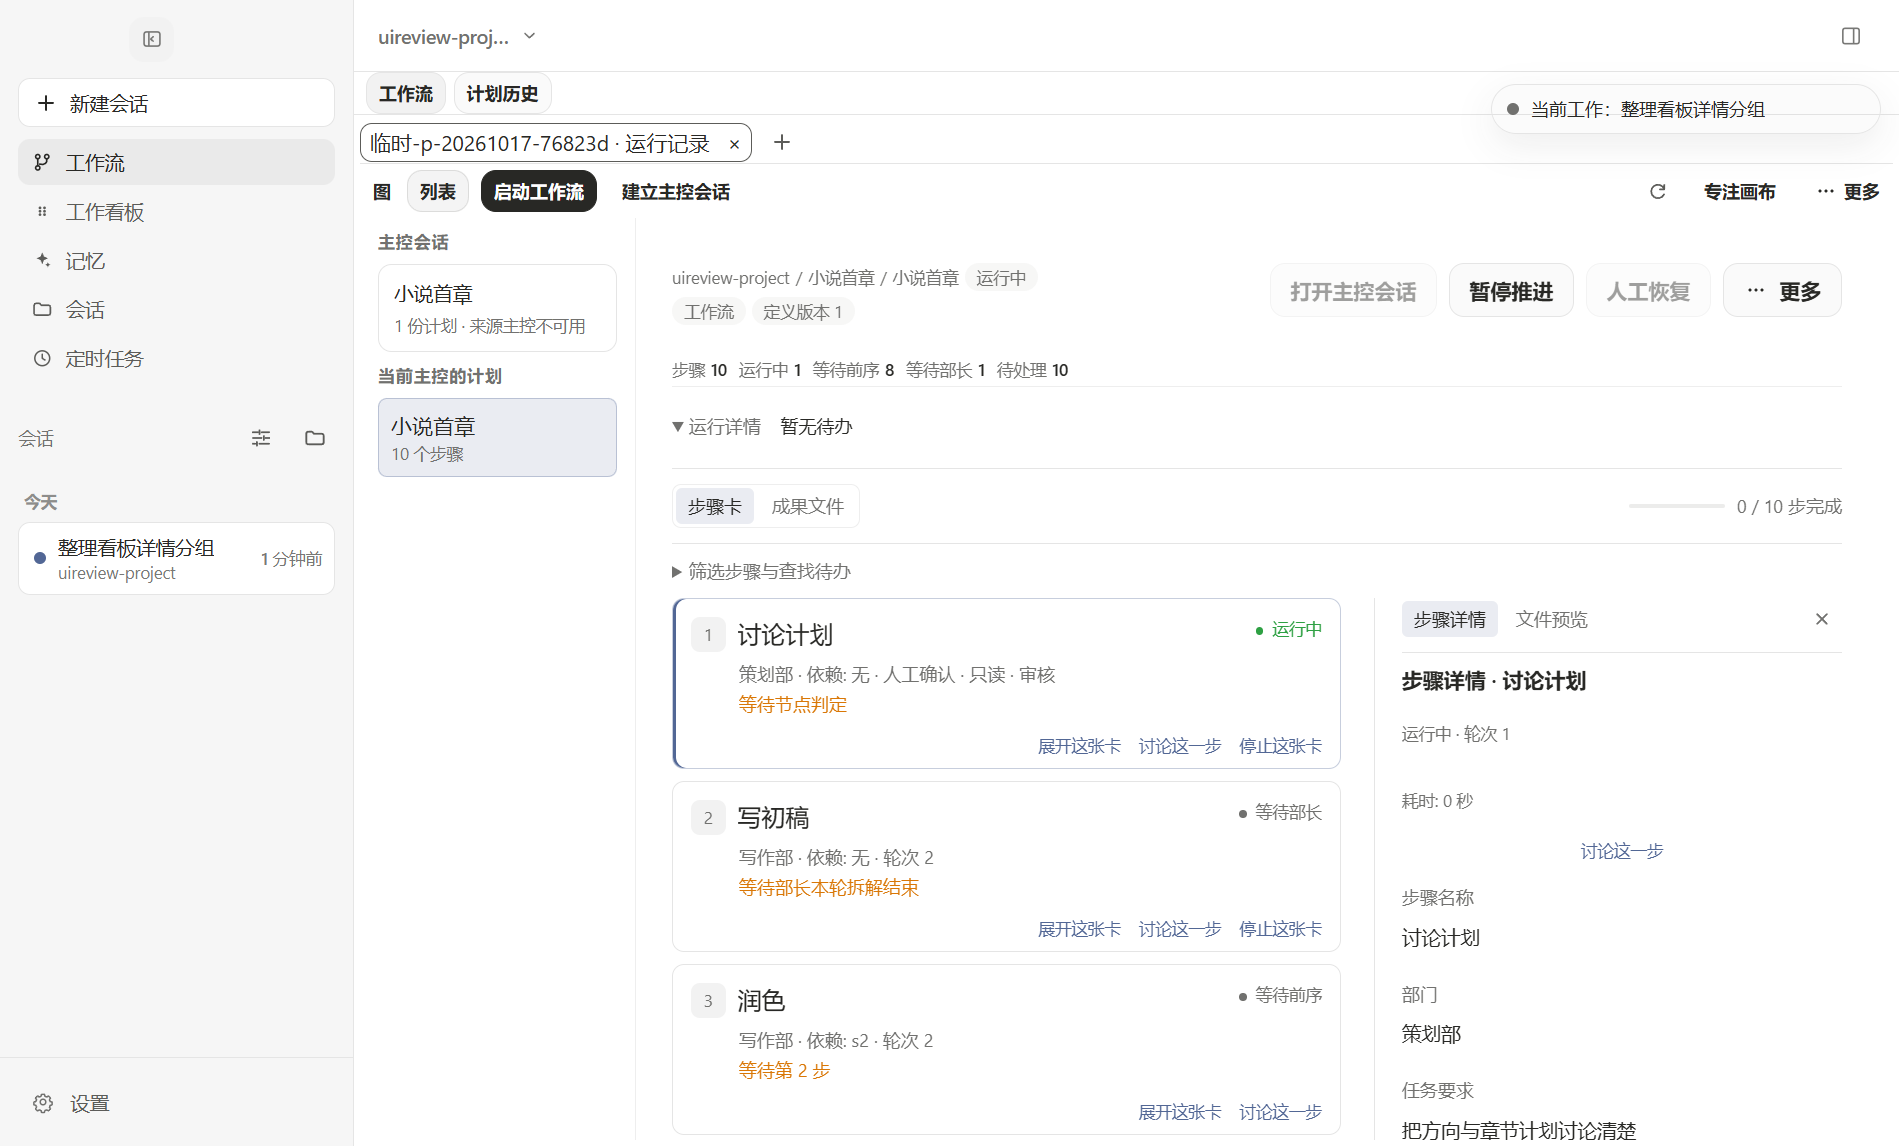 新建会话
工作流
工作看板
记忆
会话
定时任务
会话
今天
整理看板详情分组
uireview-project
1 分钟前
设置
uireview-proj...
工作流
计划历史
当前工作：整理看板详情分组
临时-p-20261017-76823d · 运行记录 ×
图
列表
启动工作流
建立主控会话
专注画布
··· 更多
主控会话
小说首章
1 份计划 · 来源主控不可用
当前主控的计划
小说首章
10 个步骤
uireview-project / 小说首章 / 小说首章 运行中
工作流 定义版本 1
打开主控会话
暂停推进
人工恢复
··· 更多
步骤 10 运行中 1 等待前序 8 等待部长 1 待处理 10
▼运行详情 暂无待办
步骤卡
成果文件
0 / 10 步完成
▶ 筛选步骤与查找待办
1 讨论计划
运行中
策划部 · 依赖: 无 · 人工确认 · 只读 · 审核
等待节点判定
展开这张卡 讨论这一步 停止这张卡
2 写初稿
等待部长
写作部 · 依赖: 无 · 轮次 2
等待部长本轮拆解结束
展开这张卡 讨论这一步 停止这张卡
3 润色
等待前序
写作部 · 依赖: s2 · 轮次 2
等待第 2 步
展开这张卡 讨论这一步
步骤详情
文件预览
×
步骤详情 · 讨论计划
运行中 · 轮次 1
耗时: 0 秒
讨论这一步
步骤名称
讨论计划
部门
策划部
任务要求
把方向与章节计划讨论清楚